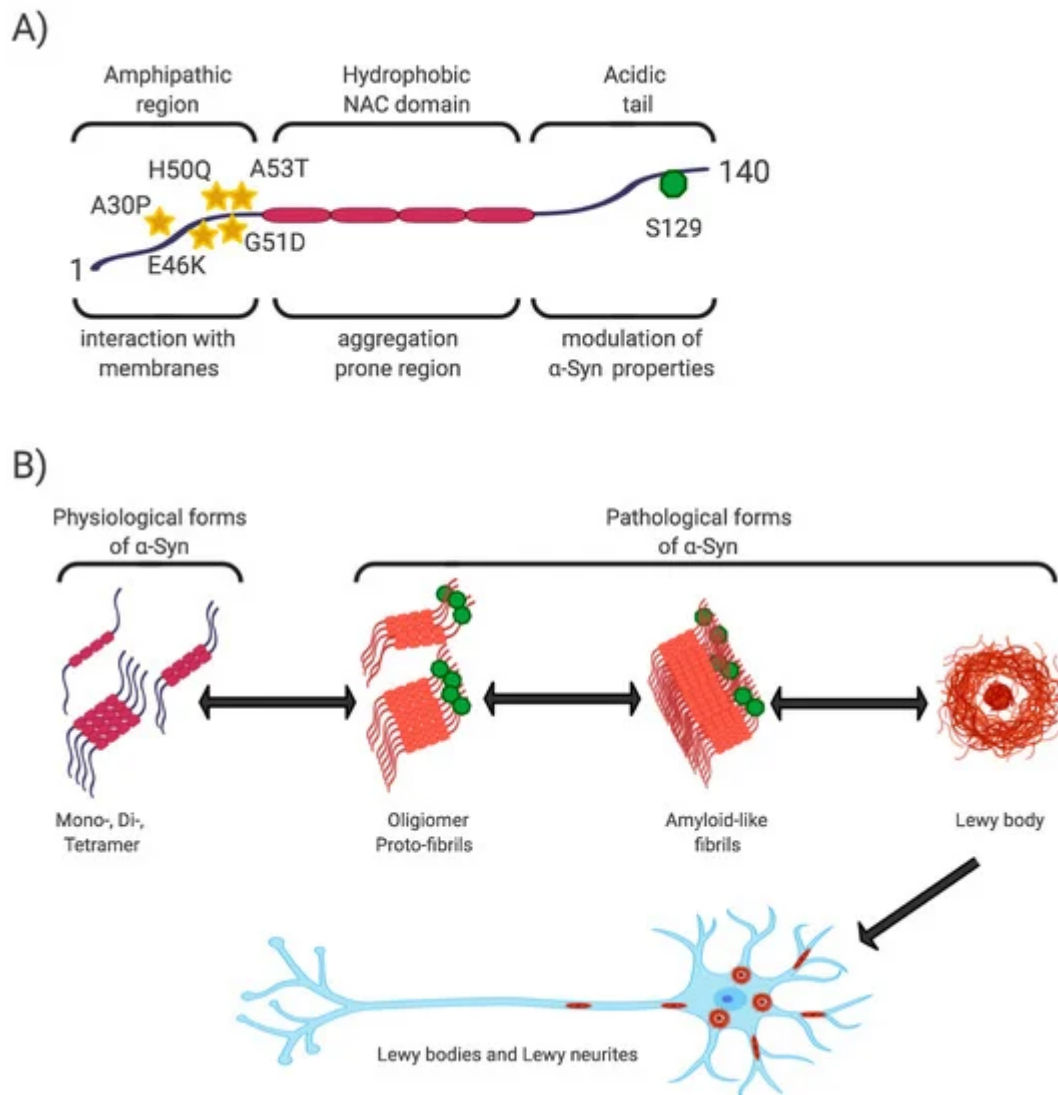 A)
Amphipathic
region
Hydrophobic
NAC domain
Acidic
tail
H50Q
A53T
A30P
E46K
G51D
1
140
S129
interaction with
membranes
aggregation
prone region
modulation of
α-Syn properties
B)
Physiological forms
of α-Syn
Pathological forms
of α-Syn
Mono-, Di-,
Tetramer
Oligiomer
Proto-fibrils
Amyloid-like
fibrils
Lewy body
Lewy bodies and Lewy neurites